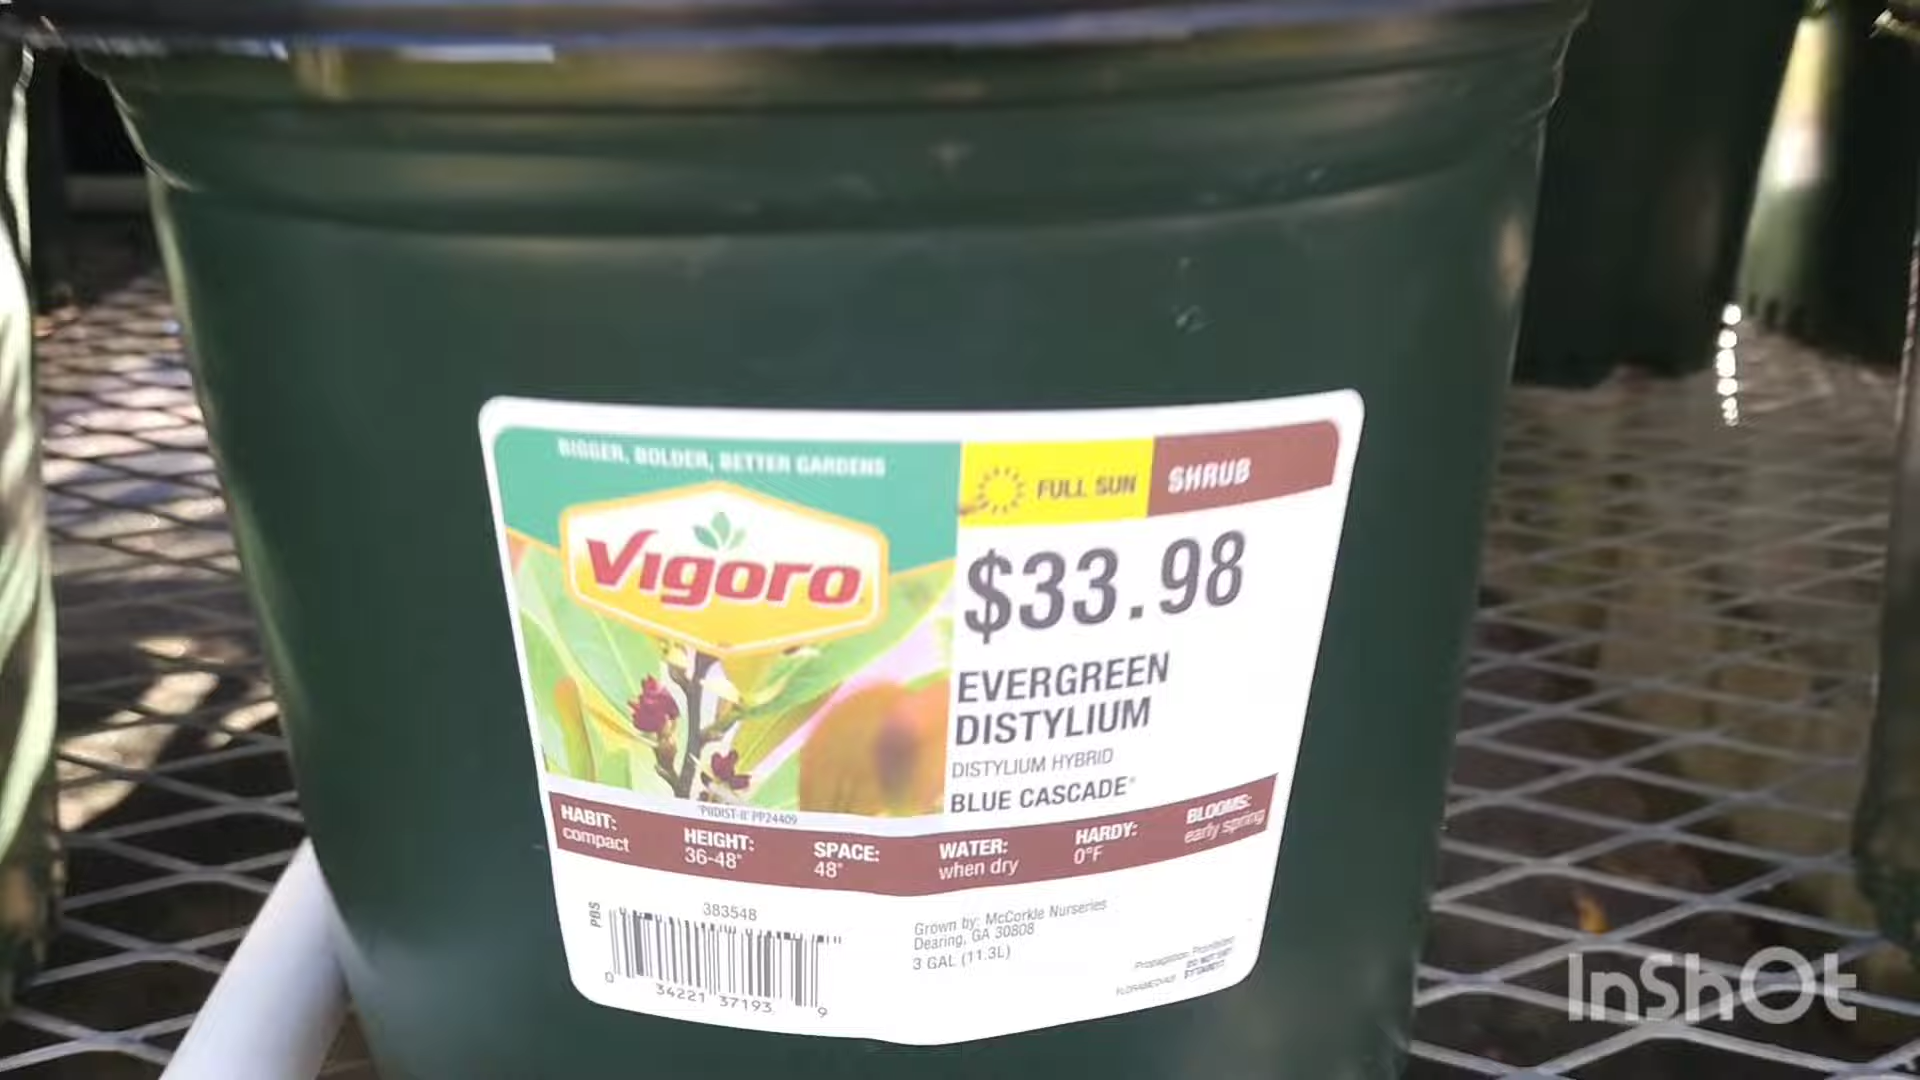 BIGGER, BOLDER, BETTER GARDENS
Vigoro
FULL SUN
SHRUB
$33.98
EVERGREEN
DISTYLIUM
DISTYLIUM HYBRID
BLUE CASCADE®
'PIIDIST-II' PP24409
HABIT:
compact
HEIGHT:
36-48"
SPACE:
48"
WATER:
when dry
HARDY:
0°F
BLOOMS:
early spring
PBS
383548
0 34221 37193 9
Grown by: McCorkle Nurseries
Dearing, GA 30808
3 GAL (11.3L)
Propagation Prohibited
InShOt